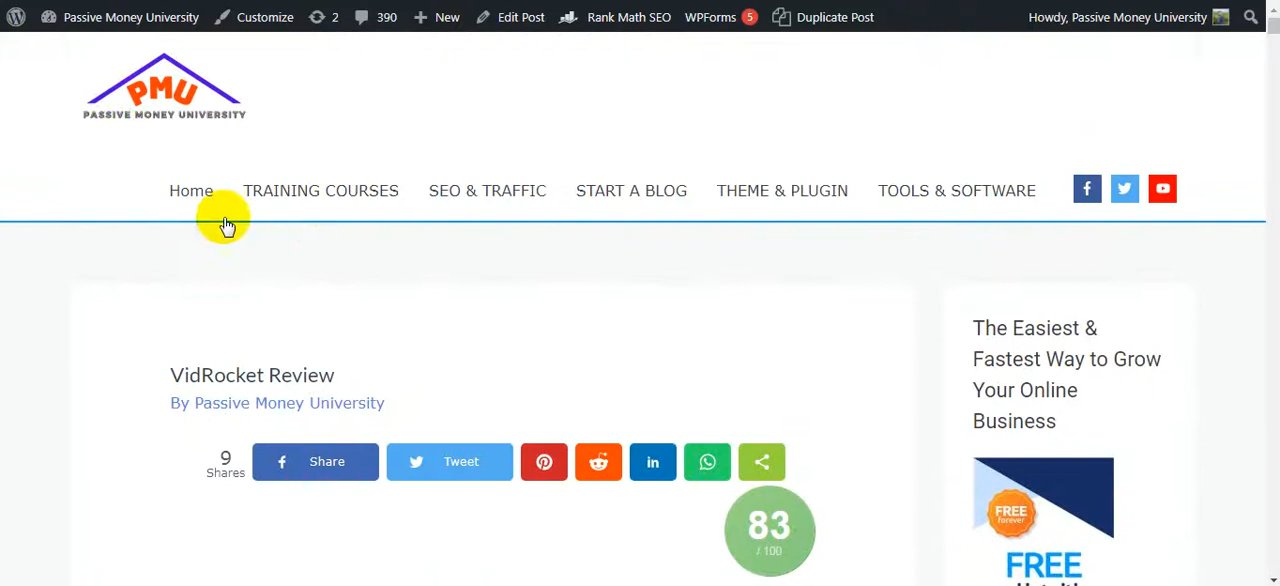 Passive Money University Customize 2 390 New Edit Post Rank Math SEO WPForms 5 Duplicate Post Howdy, Passive Money University
PMU
PASSIVE MONEY UNIVERSITY
Home TRAINING COURSES SEO & TRAFFIC START A BLOG THEME & PLUGIN TOOLS & SOFTWARE
VidRocket Review
By Passive Money University
9
Shares
Share
Tweet
83
/ 100
The Easiest &
Fastest Way to Grow
Your Online
Business
FREE
forever
FREE